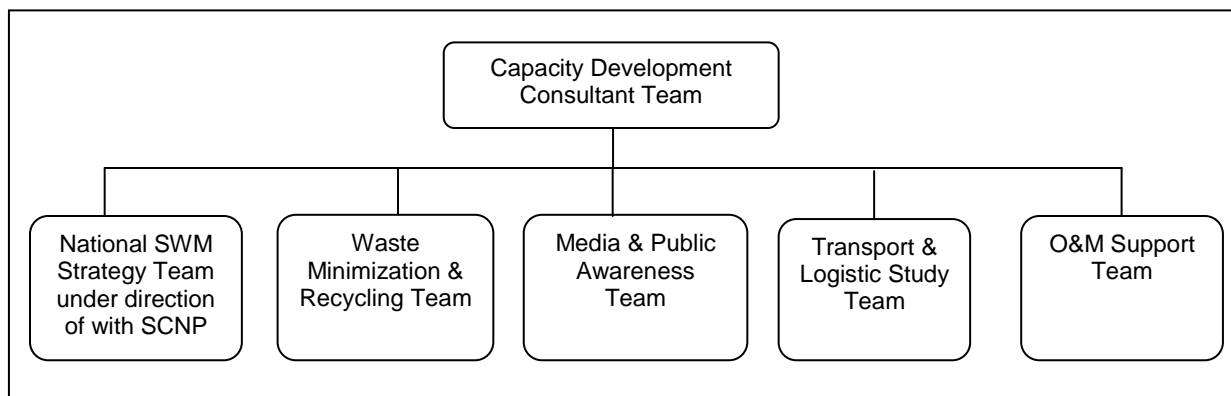 Capacity Development
Consultant Team
National SWM
Strategy Team
under direction
of with SCNP
Waste
Minimization &
Recycling Team
Media & Public
Awareness
Team
Transport &
Logistic Study
Team
O&M Support
Team